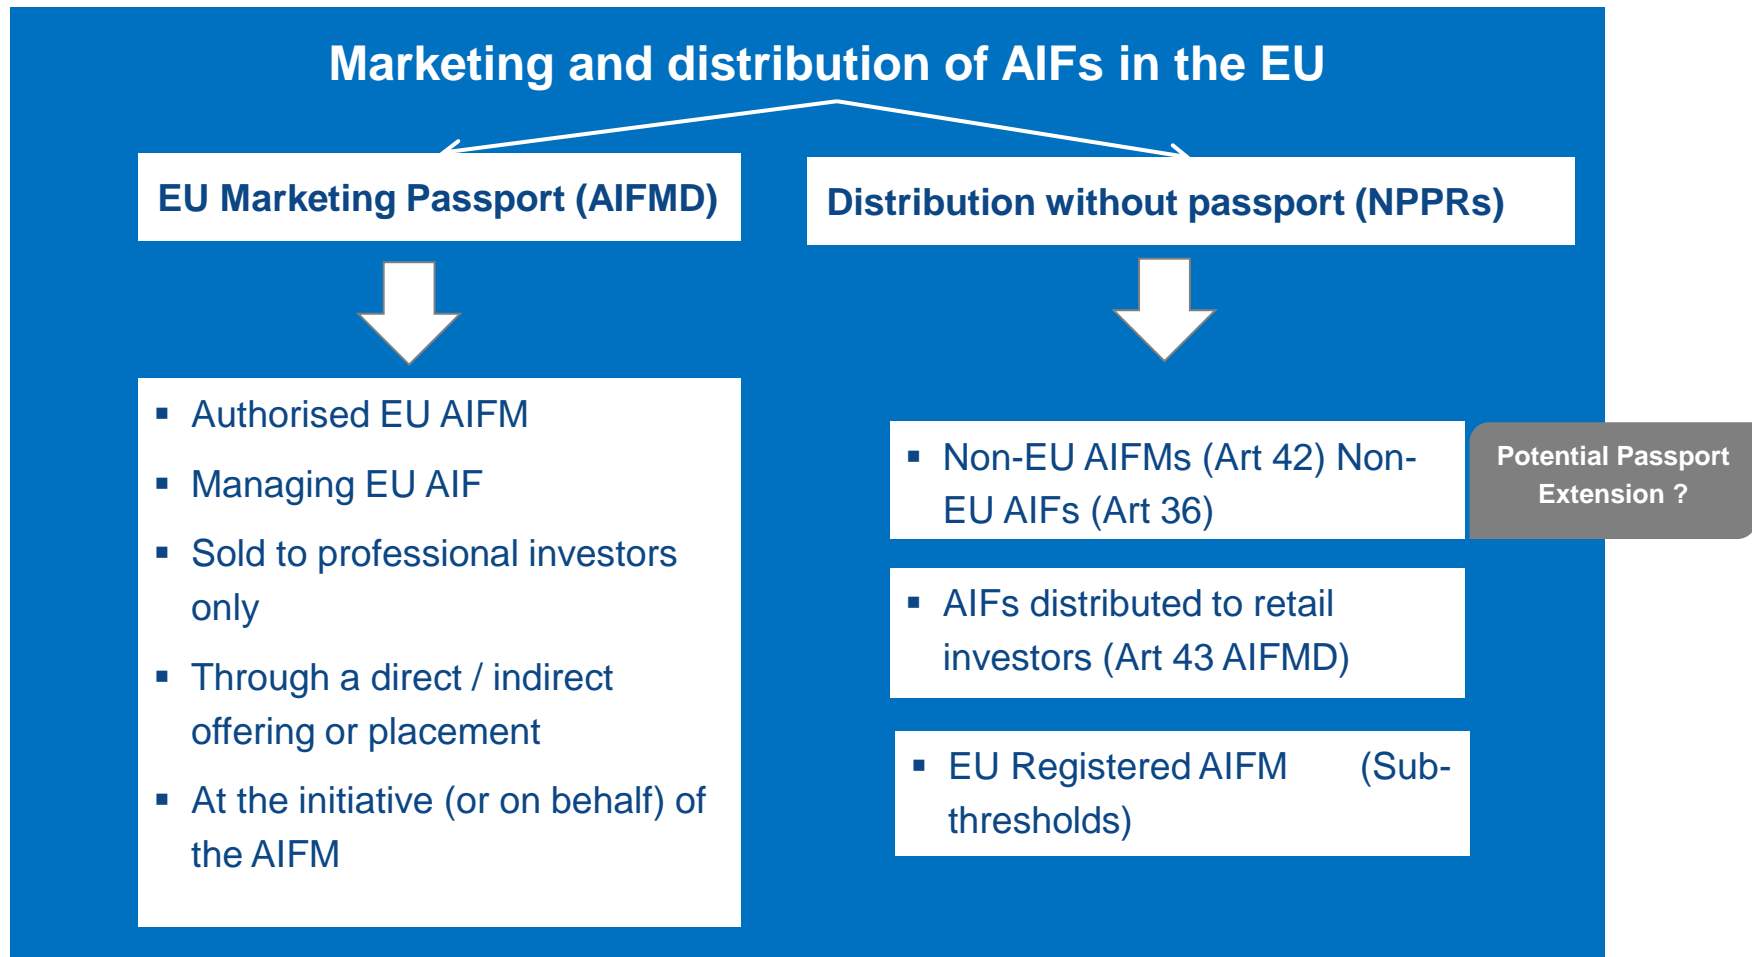 Marketing and distribution of AIFs in the EU
EU Marketing Passport (AIFMD)
Distribution without passport (NPPRs)
▪ Authorised EU AIFM
▪ Managing EU AIF
▪ Sold to professional investors
only
▪ Through a direct / indirect
offering or placement
▪ At the initiative (or on behalf) of
the AIFM
▪ Non-EU AIFMs (Art 42) Non-
EU AIFs (Art 36)
Potential Passport
Extension ?
▪ AIFs distributed to retail
investors (Art 43 AIFMD)
▪ EU Registered AIFM (Sub-
thresholds)